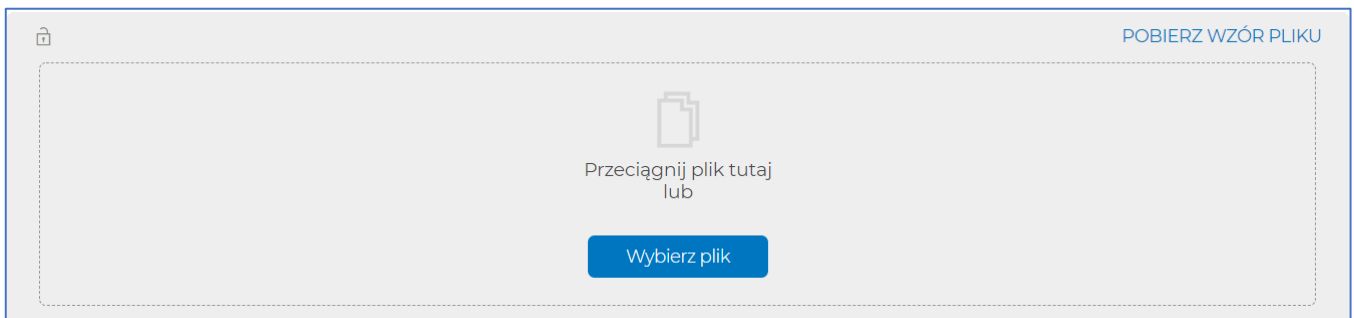 POBIERZ WZÓR PLIKU
Przeciągnij plik tutaj
lub
Wybierz plik